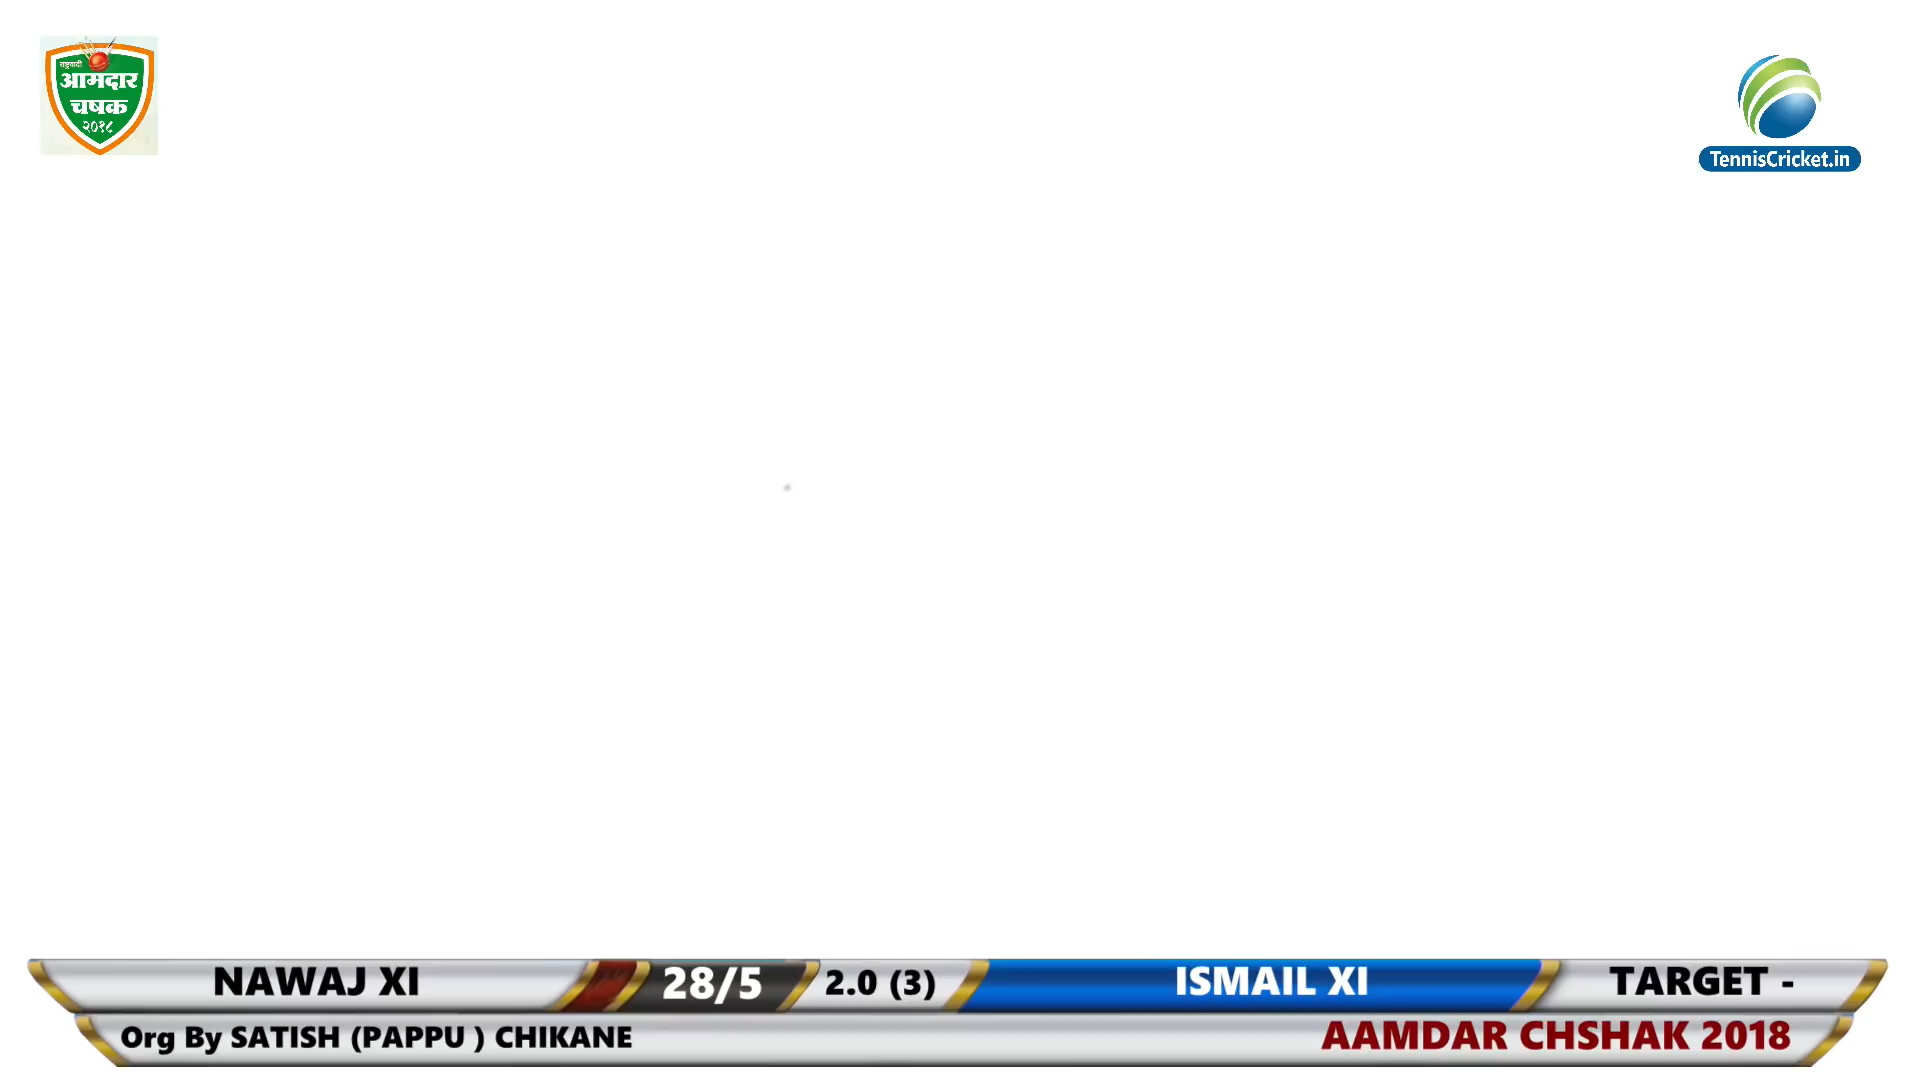 राष्ट्रवादी
आमदार
चषक
२०१८
TennisCricket.in
NAWAJ XI 28/5 2.0 (3) ISMAIL XI TARGET -
Org By SATISH (PAPPU ) CHIKANE AAMDAR CHSHAK 2018